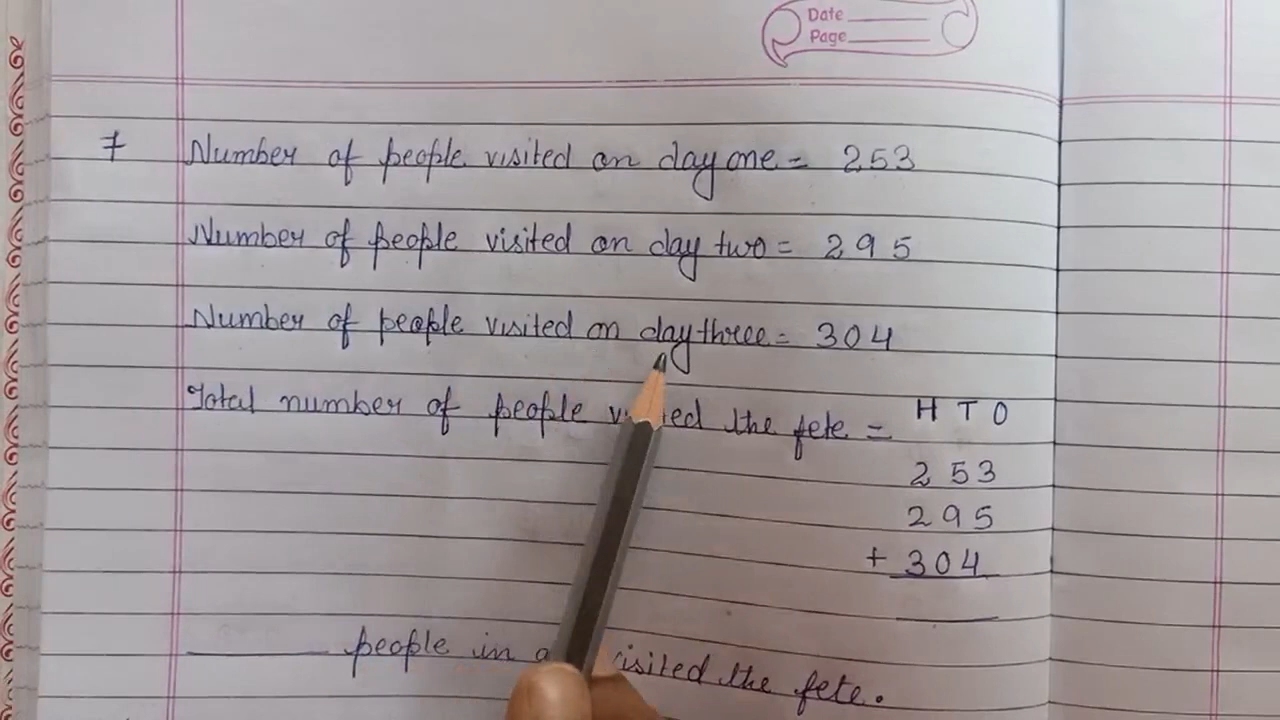 Date
Page
7 Number of people visited on day one = 253
Number of people visited on day two = 295
Number of people visited on day three = 304
Total number of people the fete = H T O
253
295
+ 304
people in the fete.